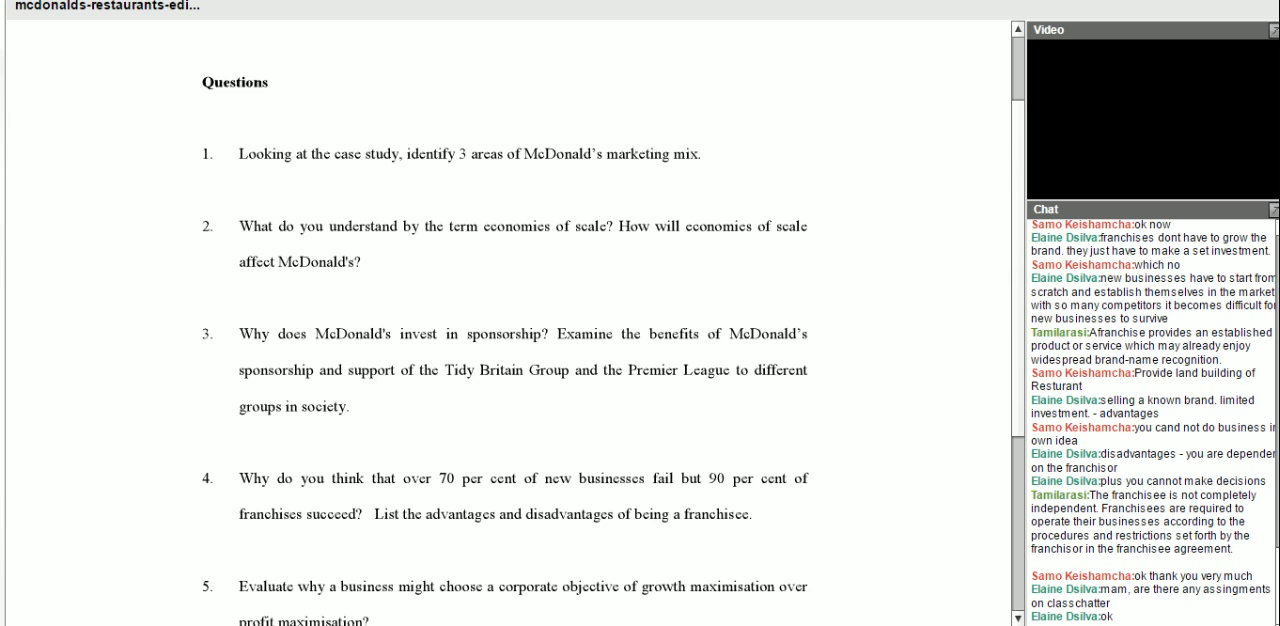 mcdonalds-restaurants-edi...
Questions
1. Looking at the case study, identify 3 areas of McDonald's marketing mix.
2. What do you understand by the term economies of scale? How will economies of scale
affect McDonald's?
3. Why does McDonald's invest in sponsorship? Examine the benefits of McDonald's
sponsorship and support of the Tidy Britain Group and the Premier League to different
groups in society.
4. Why do you think that over 70 per cent of new businesses fail but 90 per cent of
franchises succeed? List the advantages and disadvantages of being a franchisee.
5. Evaluate why a business might choose a corporate objective of growth maximisation over
profit maximisation?
Video
Chat
Samo Keishamcha:ok now
Elaine Dsilva:franchises dont have to grow the
brand. they just have to make a set investment.
Samo Keishamcha:which no
Elaine Dsilva:new businesses have to start from
scratch and establish themselves in the market
with so many competitors it becomes difficult fo
new businesses to survive
Tamilarasi:Afranchise provides an established
product or service which may already enjoy
widespread brand-name recognition.
Samo Keishamcha:Provide land building of
Resturant
Elaine Dsilva:selling a known brand. limited
investment. - advantages
Samo Keishamcha:you cand not do business i
own idea
Elaine Dsilva:disadvantages - you are depende
on the franchisor
Elaine Dsilva:plus you cannot make decisions
Tamilarasi:The franchisee is not completely
independent. Franchisees are required to
operate their businesses according to the
procedures and restrictions set forth by the
franchisor in the franchisee agreement.
Samo Keishamcha:ok thank you very much
Elaine Dsilva:mam, are there any assingments
on classchatter
Elaine Dsilva:ok